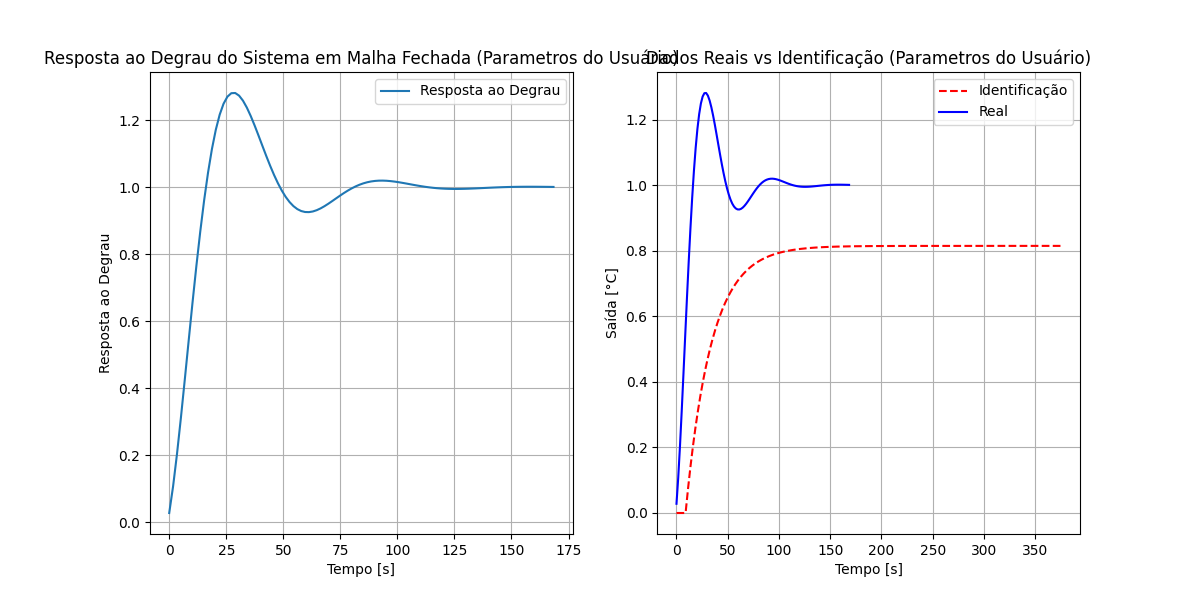 Resposta ao Degrau do Sistema em Malha Fechada (Parametros do Usuário)
Resposta ao Degrau
1.2
1.0
0.8
0.6
0.4
0.2
0.0
Resposta ao Degrau
0 25 50 75 100 125 150 175
Tempo [s]
Dados Reais vs Identificação (Parametros do Usuário)
Identificação
Real
1.2
1.0
0.8
0.6
0.4
0.2
0.0
Saída [°C]
0 50 100 150 200 250 300 350
Tempo [s]